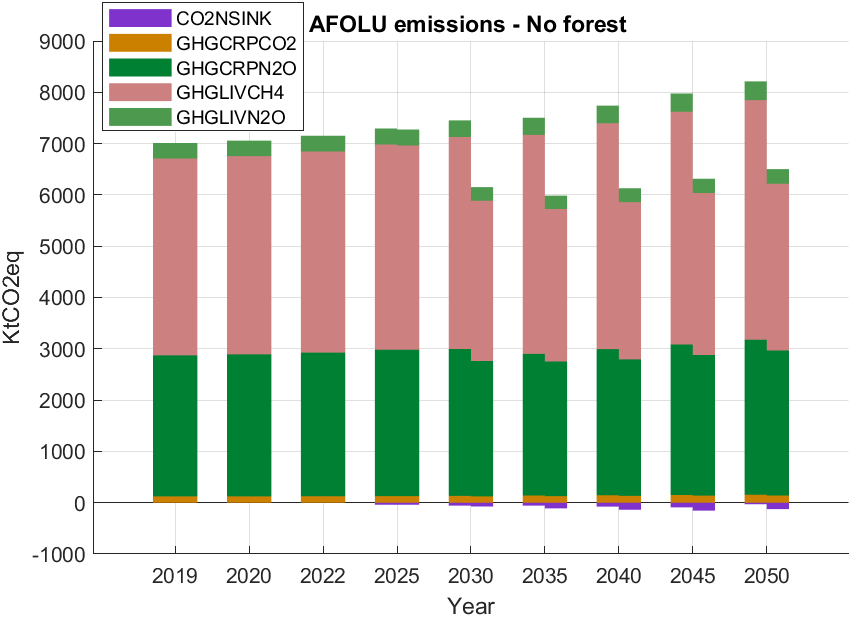 AFOLU emissions - No forest
CO2NSINK
GHGCRPCO2
GHGCRPN2O
GHGLIVCH4
GHGLIVN2O
KtCO2eq
9000
8000
7000
6000
5000
4000
3000
2000
1000
0
-1000
2019 2020 2022 2025 2030 2035 2040 2045 2050
Year